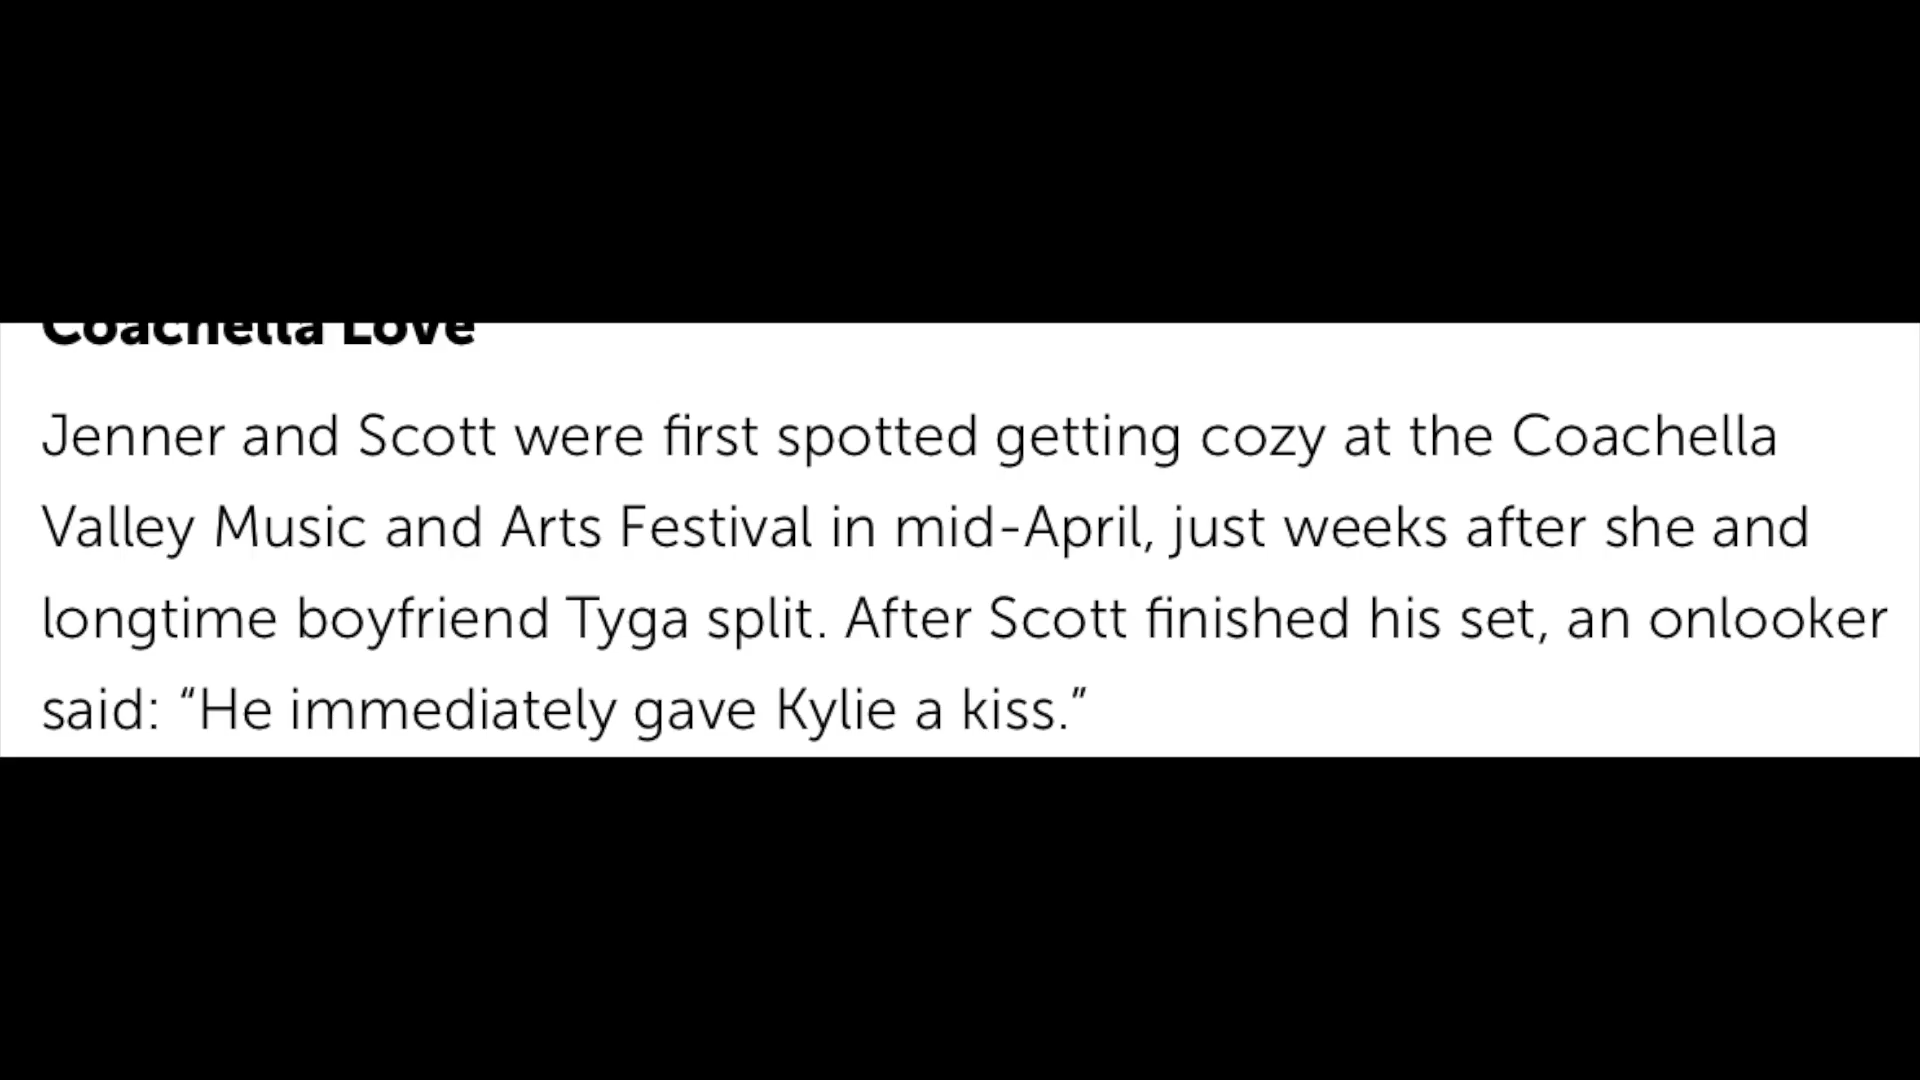 Coachella Love
Jenner and Scott were first spotted getting cozy at the Coachella
Valley Music and Arts Festival in mid-April, just weeks after she and
longtime boyfriend Tyga split. After Scott finished his set, an onlooker
said: “He immediately gave Kylie a kiss.”